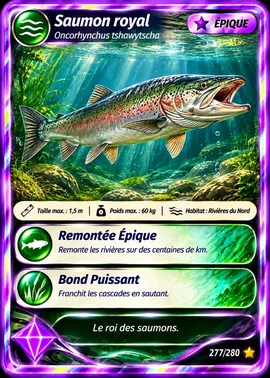 Saumon royal
Oncorhynchus tshawytscha
ÉPIQUE
Taille max. : 1,5 m | Poids max. : 60 kg | Habitat : Rivières du Nord
Remontée Épique
Remonte les rivières sur des centaines de km.
Bond Puissant
Franchit les cascades en sautant.
Le roi des saumons.
277/280